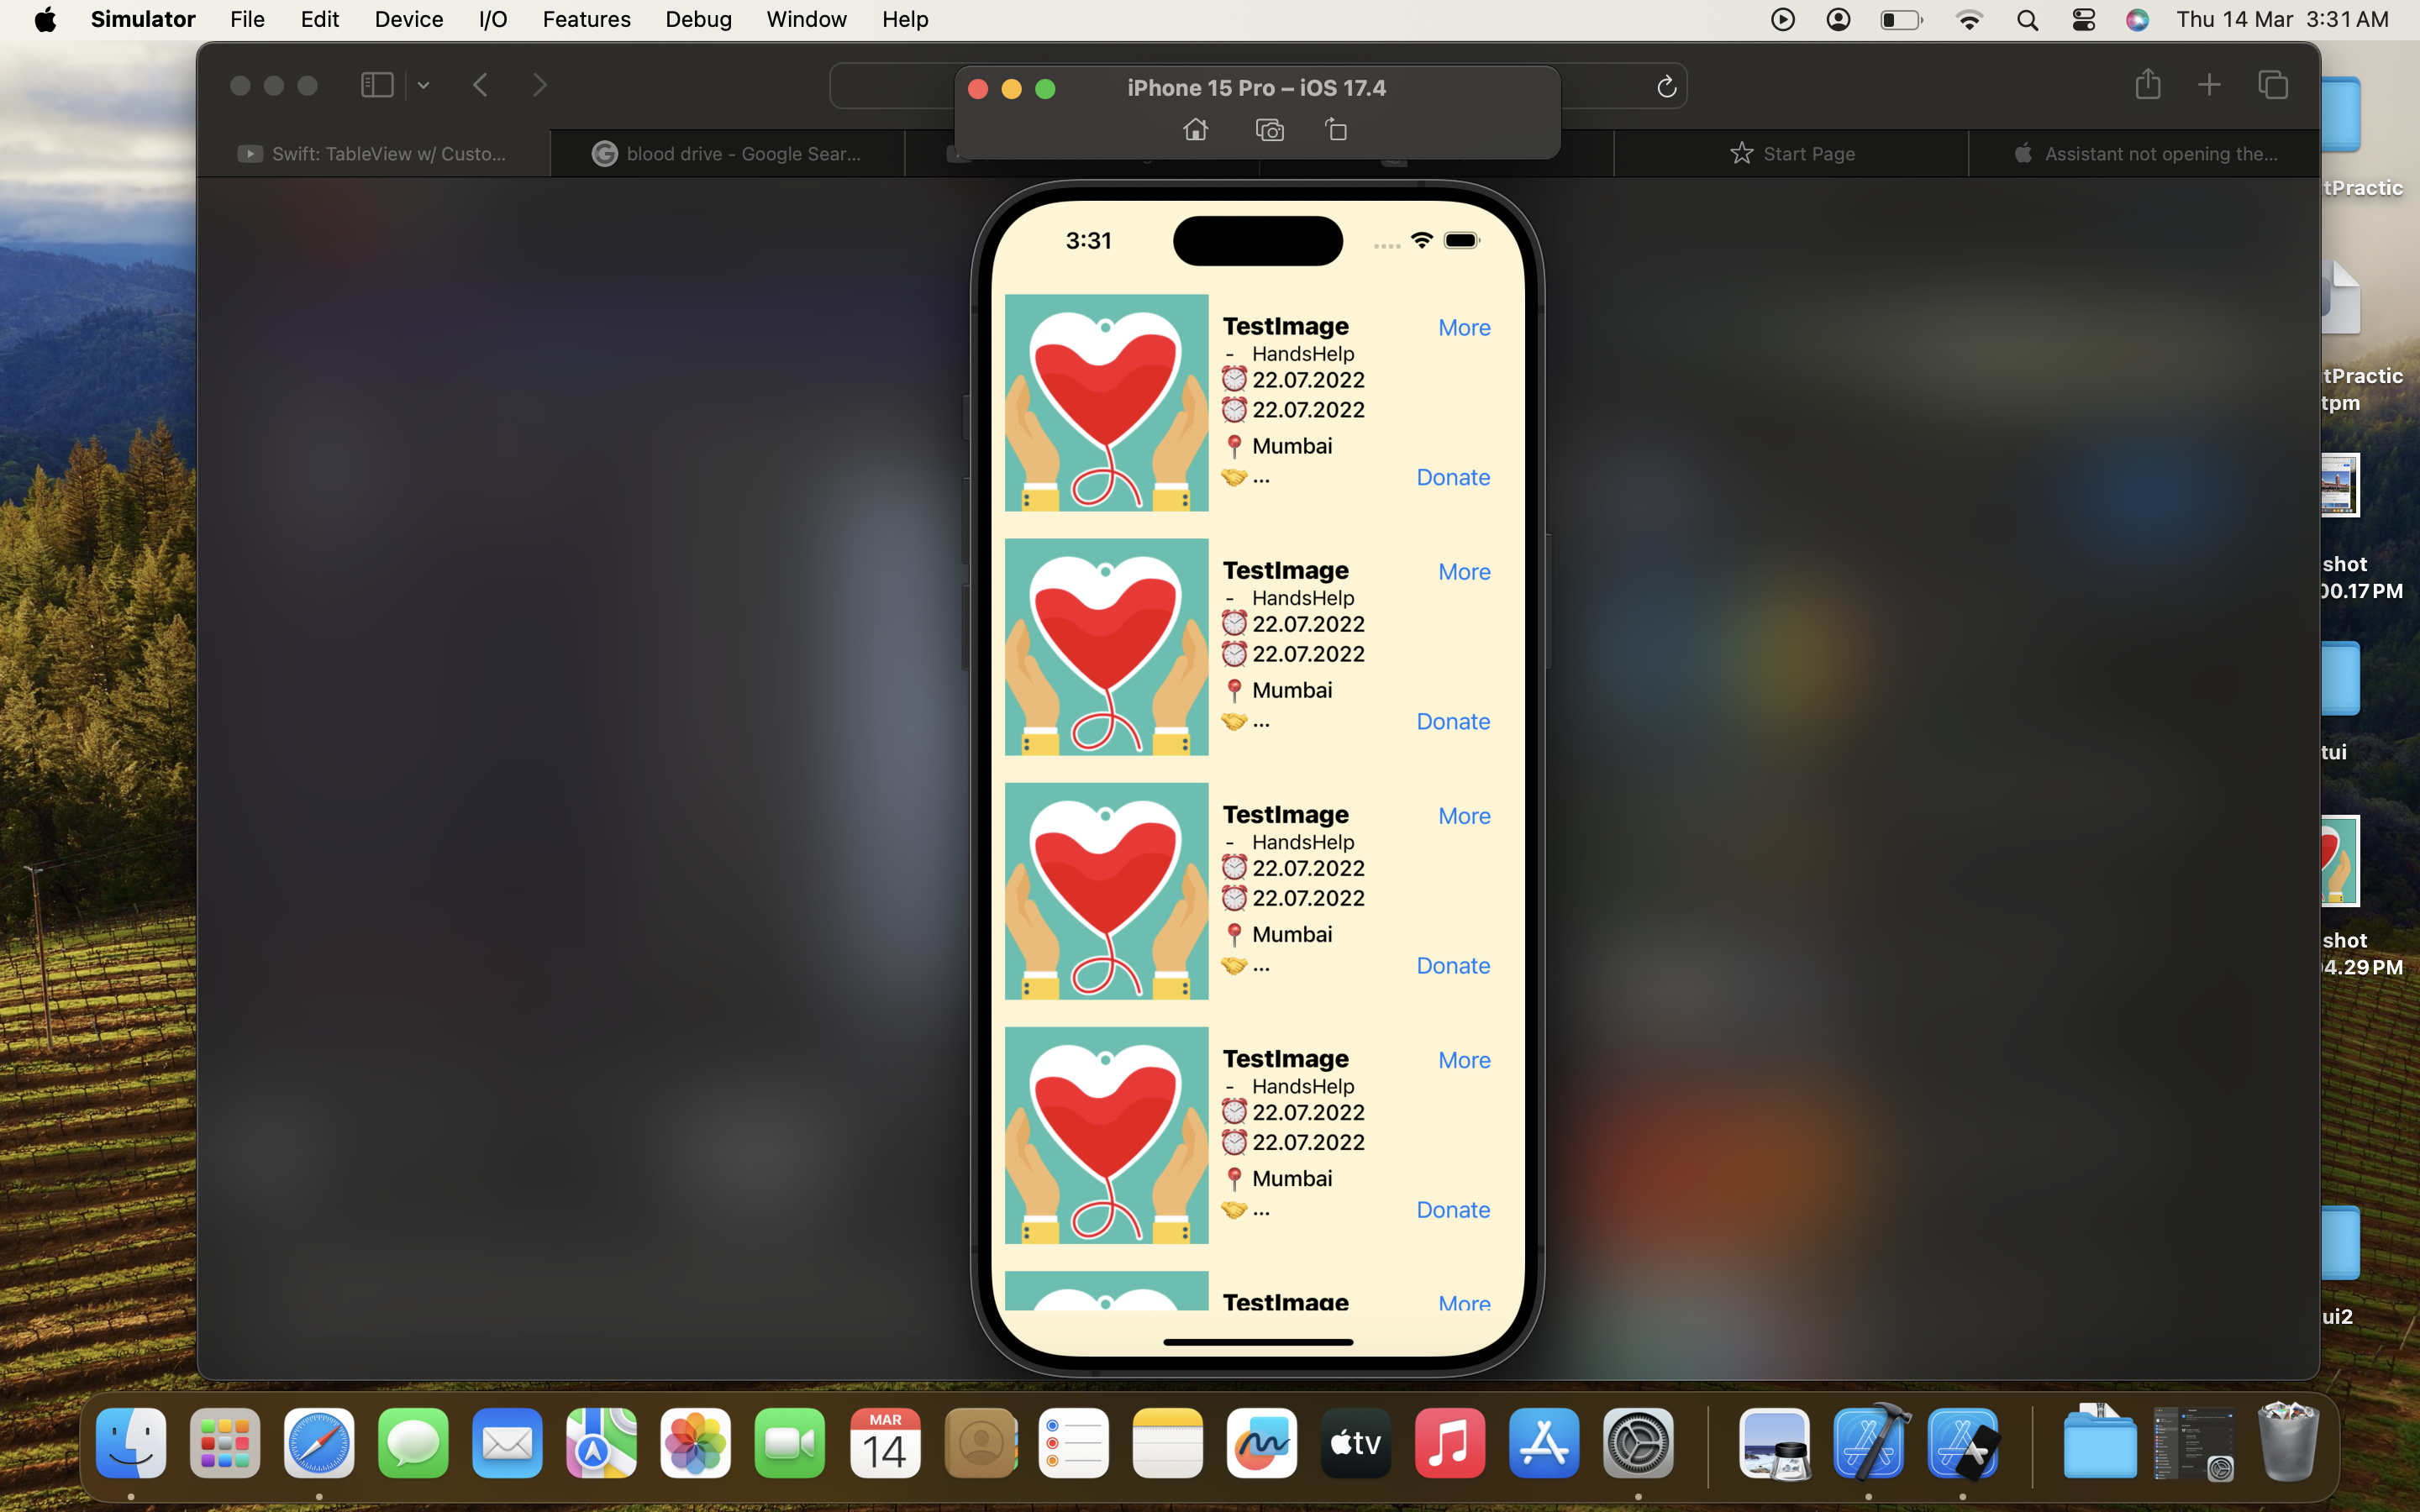 Simulator File Edit Device I/O Features Debug Window Help Thu 14 Mar 3:31 AM
iPhone 15 Pro – iOS 17.4
Swift: TableView w/ Custo...
blood drive - Google Sear...
Start Page
Assistant not opening the...
3:31
TestImage More
- HandsHelp
22.07.2022
22.07.2022
Mumbai
... Donate
TestImage More
- HandsHelp
22.07.2022
22.07.2022
Mumbai
... Donate
TestImage More
- HandsHelp
22.07.2022
22.07.2022
Mumbai
... Donate
TestImage More
- HandsHelp
22.07.2022
22.07.2022
Mumbai
... Donate
TestImage More
tPractic
tPractic
tpm
shot
00.17 PM
tui
shot
4.29 PM
ui2
MAR
14
tv